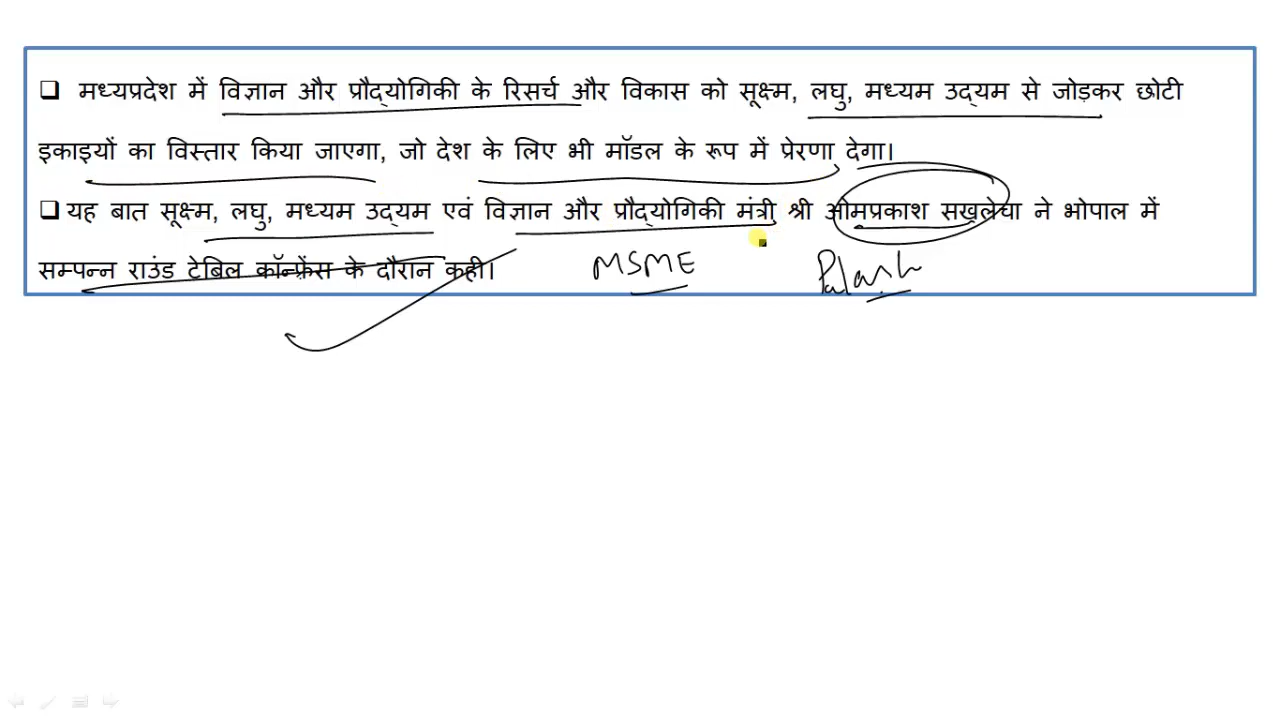 ❑ मध्यप्रदेश में विज्ञान और प्रौद्योगिकी के रिसर्च और विकास को सूक्ष्म, लघु, मध्यम उद्यम से जोड़कर छोटी
इकाइयों का विस्तार किया जाएगा, जो देश के लिए भी मॉडल के रूप में प्रेरणा देगा।
❑ यह बात सूक्ष्म, लघु, मध्यम उद्यम एवं विज्ञान और प्रौद्योगिकी मंत्री श्री ओमप्रकाश सखलेचा ने भोपाल में
सम्पन्न राउंड टेबिल कॉन्फ्रेंस के दौरान कही।
MSME Palash